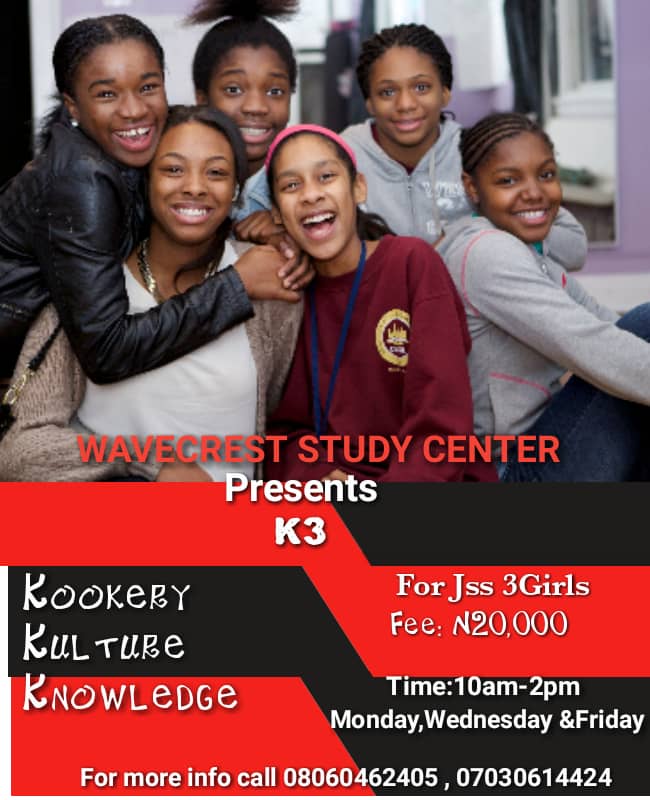 WAVECREST STUDY CENTER
Presents
K3
KOOKERY
KULTURE
KNOWLEDGE
For Jss 3Girls
Fee: N20,000
Time:10am-2pm
Monday,Wednesday &Friday
For more info call 08060462405 , 07030614424